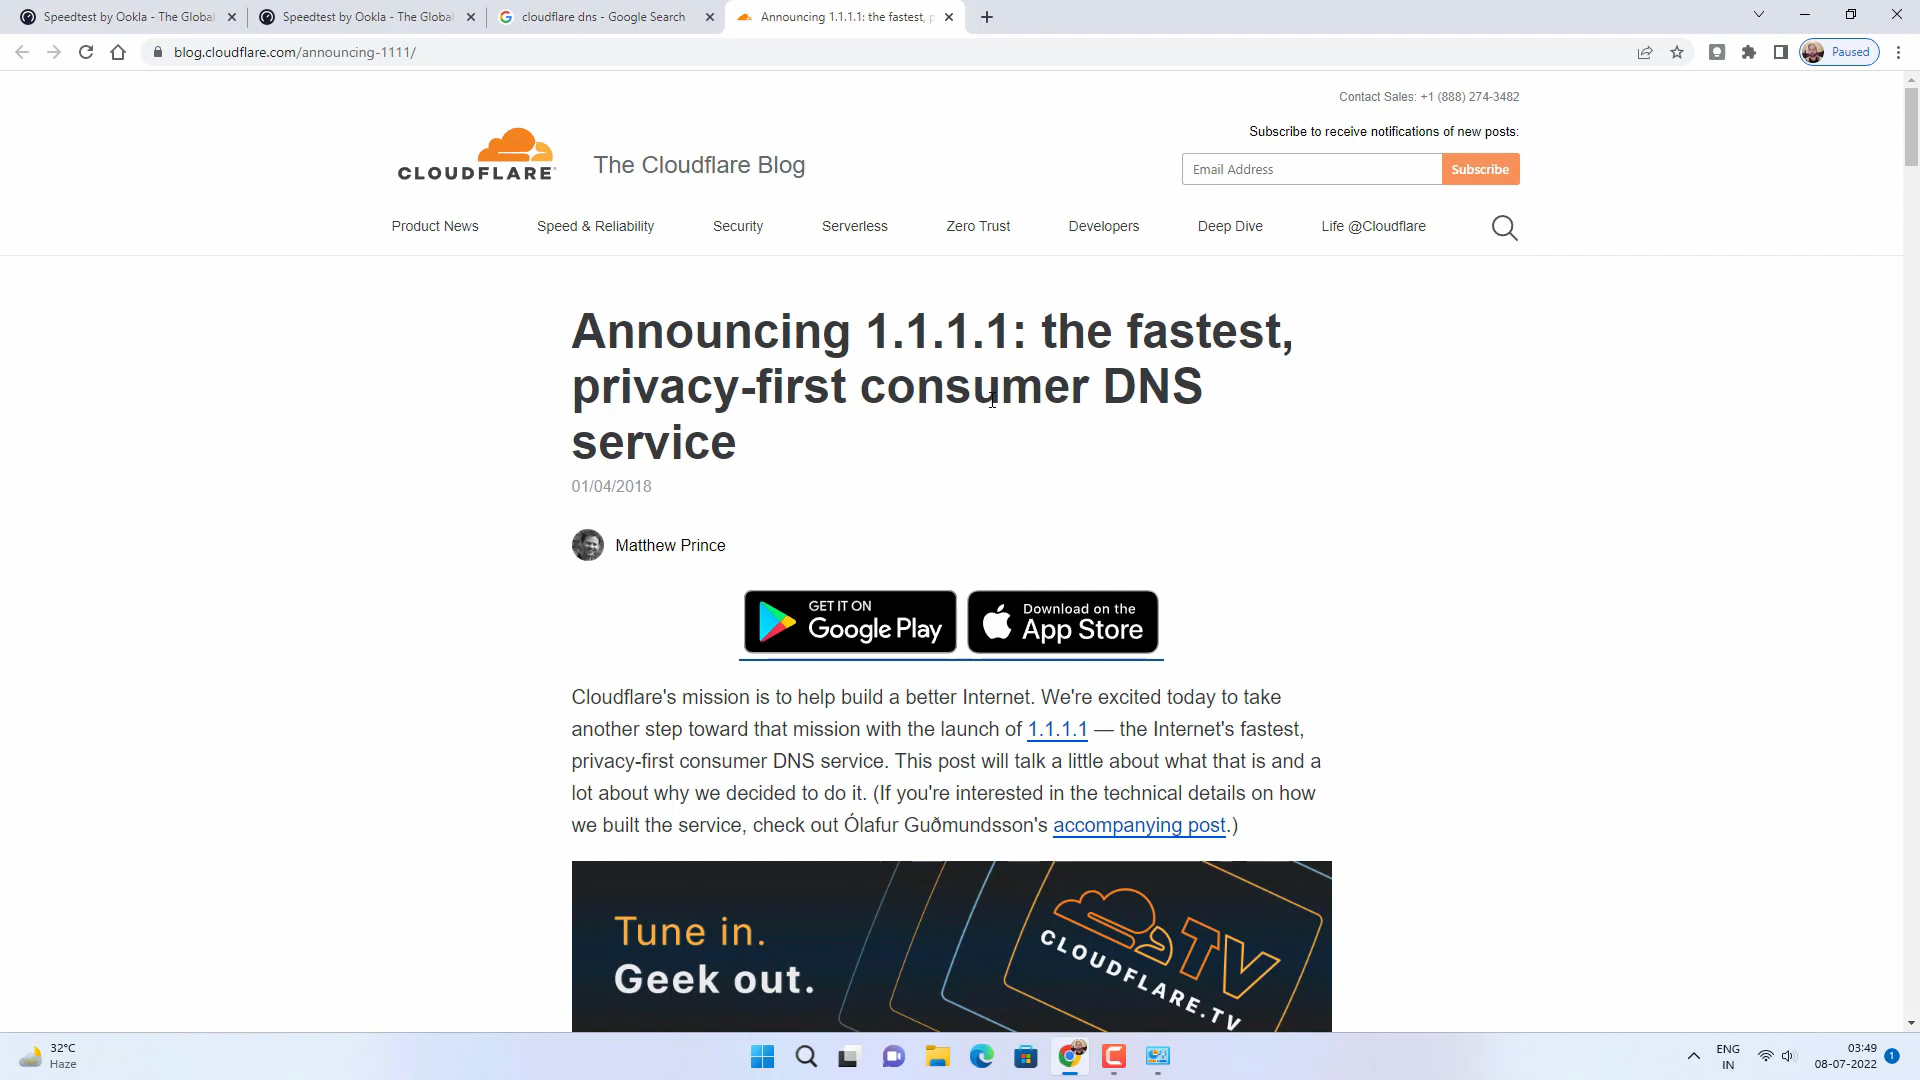 Speedtest by Ookla - The Global
Speedtest by Ookla - The Global
cloudflare dns - Google Search
Announcing 1.1.1.1: the fastest, p
blog.cloudflare.com/announcing-1111/
Paused
Contact Sales: +1 (888) 274-3482
Subscribe to receive notifications of new posts:
CLOUDFLARE
The Cloudflare Blog
Email Address
Subscribe
Product News
Speed & Reliability
Security
Serverless
Zero Trust
Developers
Deep Dive
Life @Cloudflare
Announcing 1.1.1.1: the fastest,
privacy-first consumer DNS
service
01/04/2018
Matthew Prince
GET IT ON
Google Play
Download on the
App Store
Cloudflare's mission is to help build a better Internet. We're excited today to take
another step toward that mission with the launch of 1.1.1.1 — the Internet's fastest,
privacy-first consumer DNS service. This post will talk a little about what that is and a
lot about why we decided to do it. (If you're interested in the technical details on how
we built the service, check out Ólafur Guðmundsson's accompanying post.)
Tune in.
Geek out.
TV
CLOUDFLARE.TV
32°C
Haze
ENG
IN
03:49
08-07-2022
1